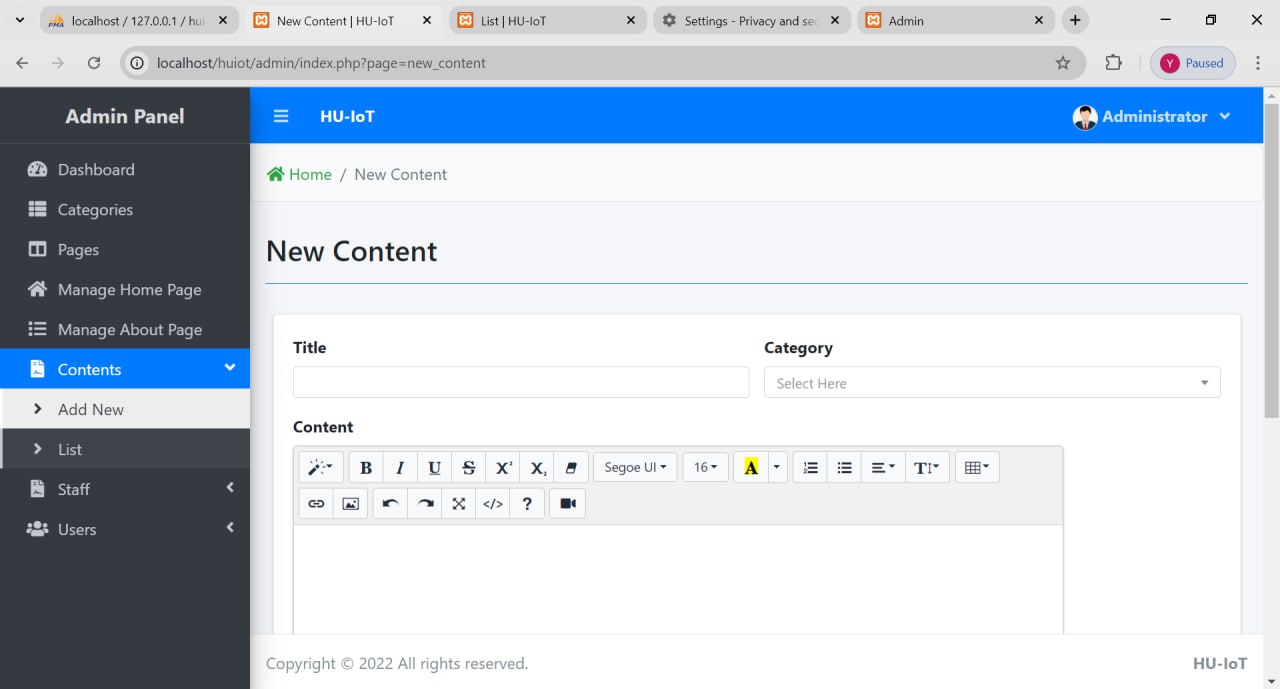 localhost / 127.0.0.1 / hui
New Content | HU-IoT
List | HU-IoT
Settings - Privacy and sec
Admin
localhost/huiot/admin/index.php?page=new_content
Y Paused
Admin Panel
HU-IoT
Administrator
Dashboard
Categories
Pages
Manage Home Page
Manage About Page
Contents
Add New
List
Staff
Users
Home / New Content
New Content
Title
Category
Select Here
Content
B I U S X² X₂ Segoe UI 16 A TI
</> ?
Copyright © 2022 All rights reserved.
HU-IoT